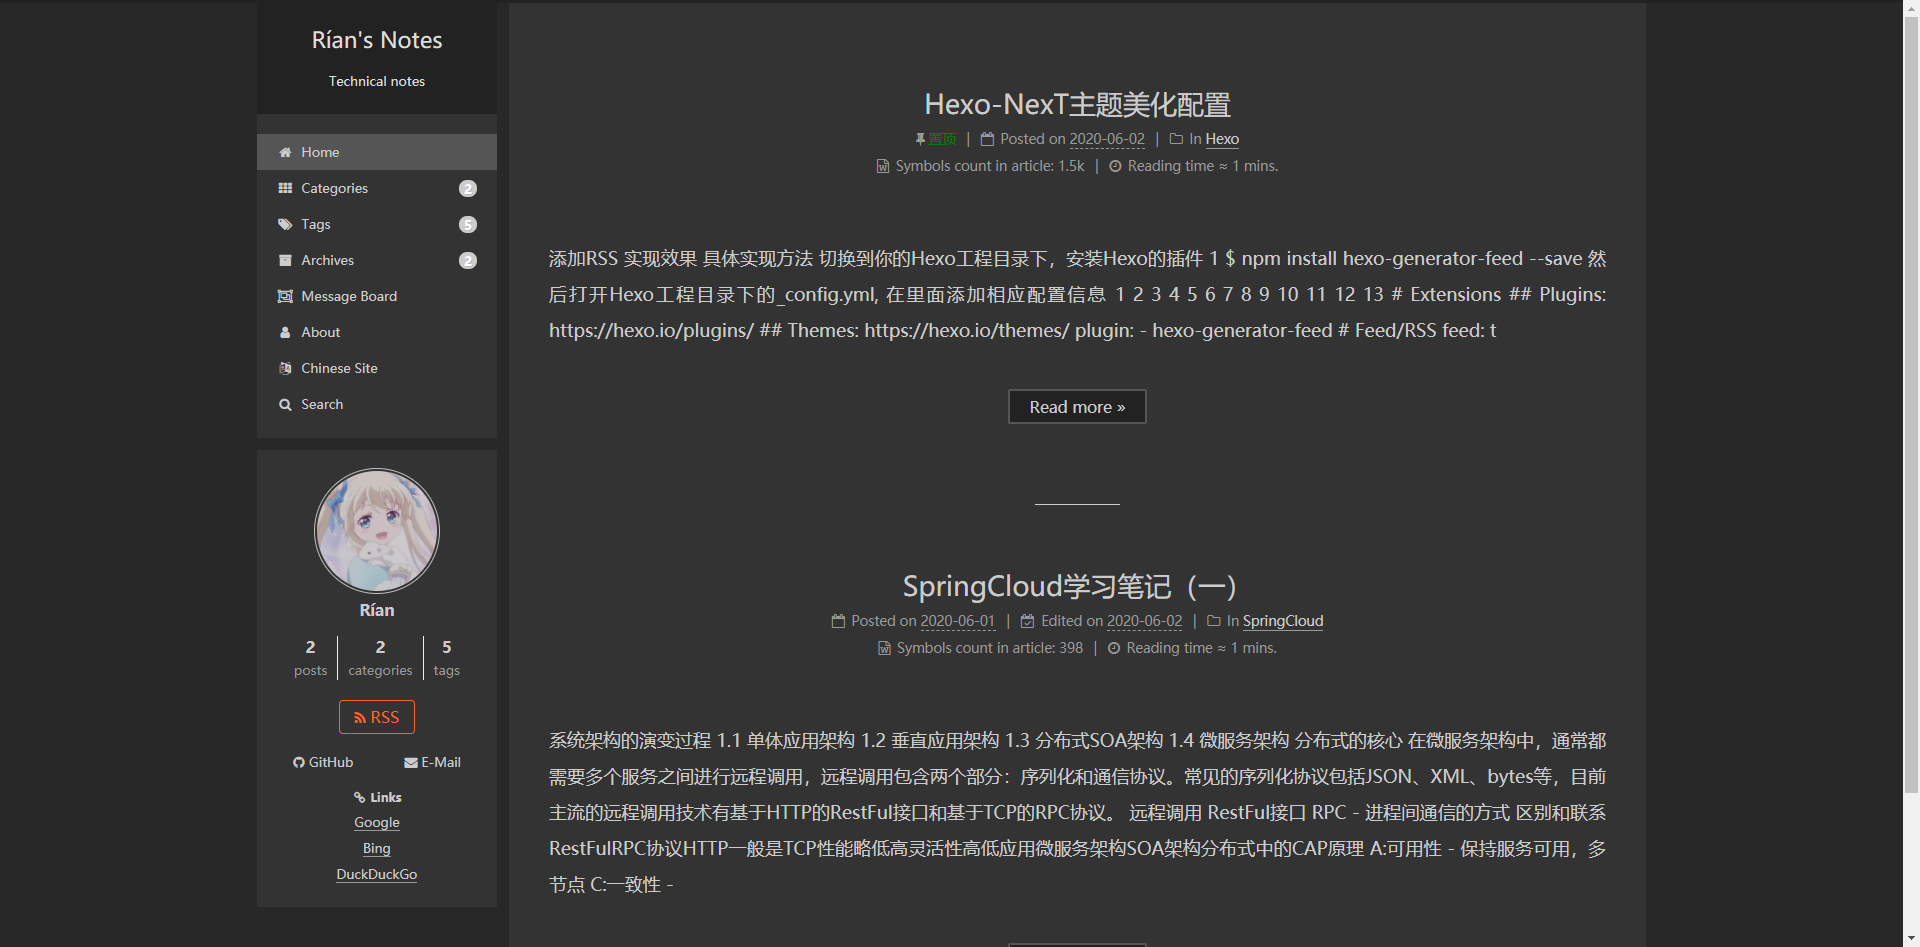 Rían's Notes
Technical notes
Home
Categories 2
Tags 5
Archives 2
Message Board
About
Chinese Site
Search
Rían
2 2 5
posts categories tags
RSS
GitHub E-Mail
Links
Google
Bing
DuckDuckGo
Hexo-NexT主题美化配置
置顶 | Posted on 2020-06-02 | In Hexo
Symbols count in article: 1.5k | Reading time ≈ 1 mins.
添加RSS 实现效果 具体实现方法 切换到你的Hexo工程目录下，安装Hexo的插件 1 $ npm install hexo-generator-feed --save 然
后打开Hexo工程目录下的_config.yml, 在里面添加相应配置信息 1 2 3 4 5 6 7 8 9 10 11 12 13 # Extensions ## Plugins:
https://hexo.io/plugins/ ## Themes: https://hexo.io/themes/ plugin: - hexo-generator-feed # Feed/RSS feed: t
Read more »
SpringCloud学习笔记（一）
Posted on 2020-06-01 | Edited on 2020-06-02 | In SpringCloud
Symbols count in article: 398 | Reading time ≈ 1 mins.
系统架构的演变过程 1.1 单体应用架构 1.2 垂直应用架构 1.3 分布式SOA架构 1.4 微服务架构 分布式的核心 在微服务架构中，通常都
需要多个服务之间进行远程调用，远程调用包含两个部分：序列化和通信协议。常见的序列化协议包括JSON、XML、bytes等，目前
主流的远程调用技术有基于HTTP的RestFul接口和基于TCP的RPC协议。 远程调用 RestFul接口 RPC - 进程间通信的方式 区别和联系
RestFulRPC协议HTTP一般是TCP性能略低高灵活性高低应用微服务架构SOA架构分布式中的CAP原理 A:可用性 - 保持服务可用，多
节点 C:一致性 -